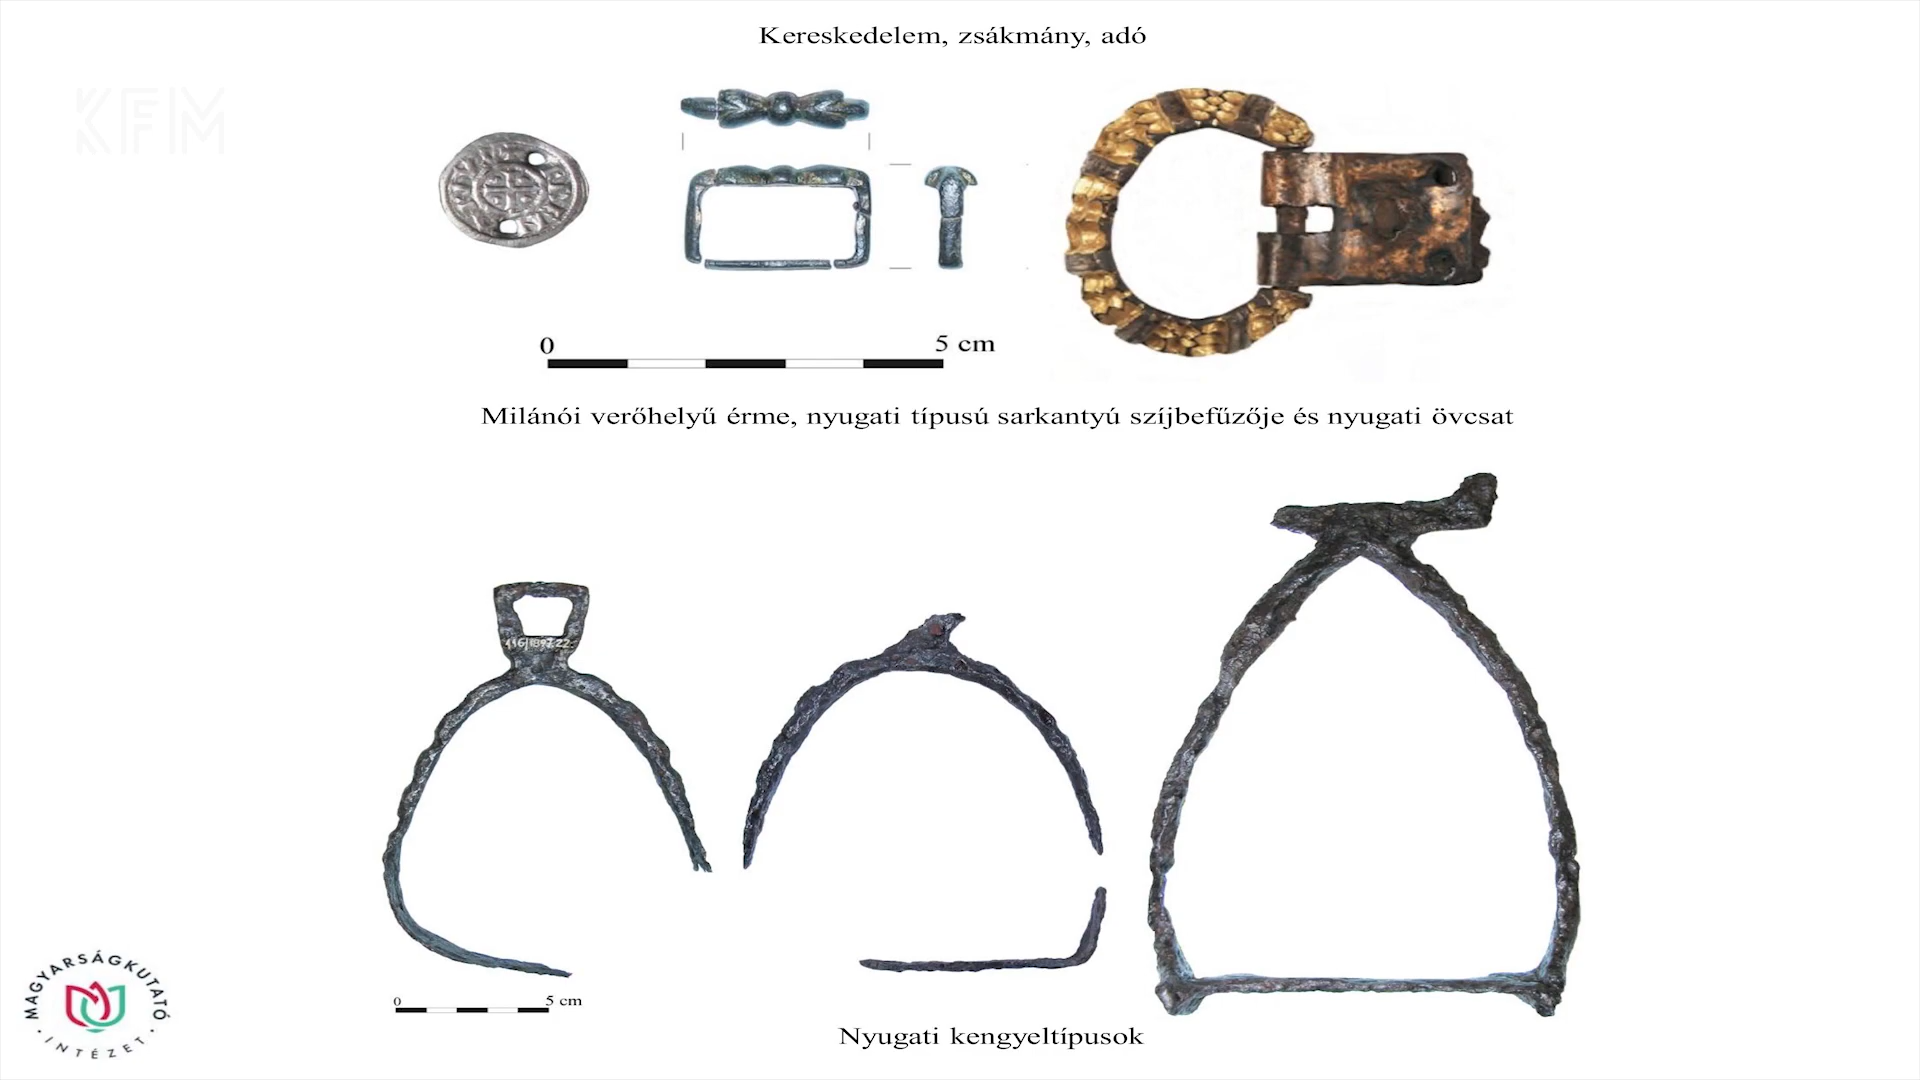 Kereskedelem, zsákmány, adó
KFM
0 5 cm
Milánói verőhelyű érme, nyugati típusú sarkantyú szíjbefűzője és nyugati övcsat
0 5 cm
Nyugati kengyeltípusok
MAGYARSÁGKUTATÓ
· INTÉZET ·